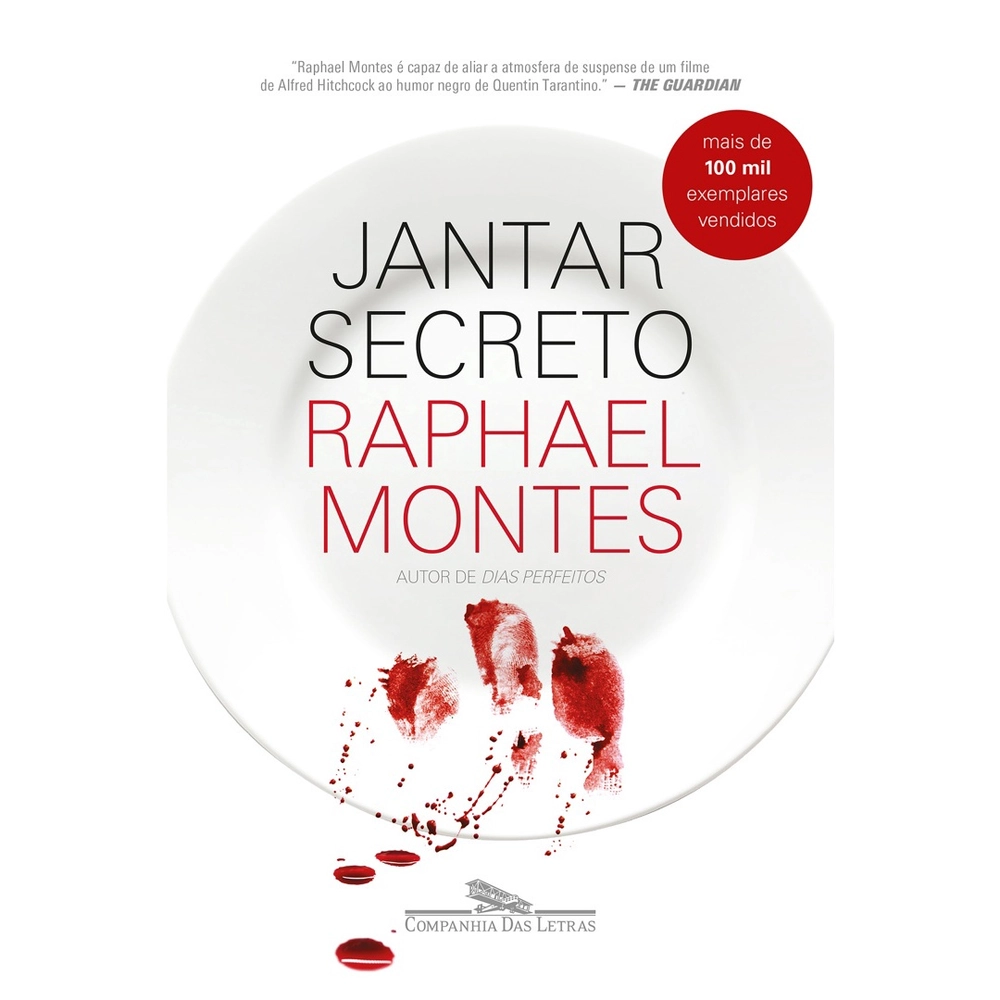 “Raphael Montes é capaz de aliar a atmosfera de suspense de um filme
de Alfred Hitchcock ao humor negro de Quentin Tarantino.” — THE GUARDIAN
mais de
100 mil
exemplares
vendidos
JANTAR
SECRETO
RAPHAEL
MONTES
AUTOR DE DIAS PERFEITOS
COMPANHIA DAS LETRAS